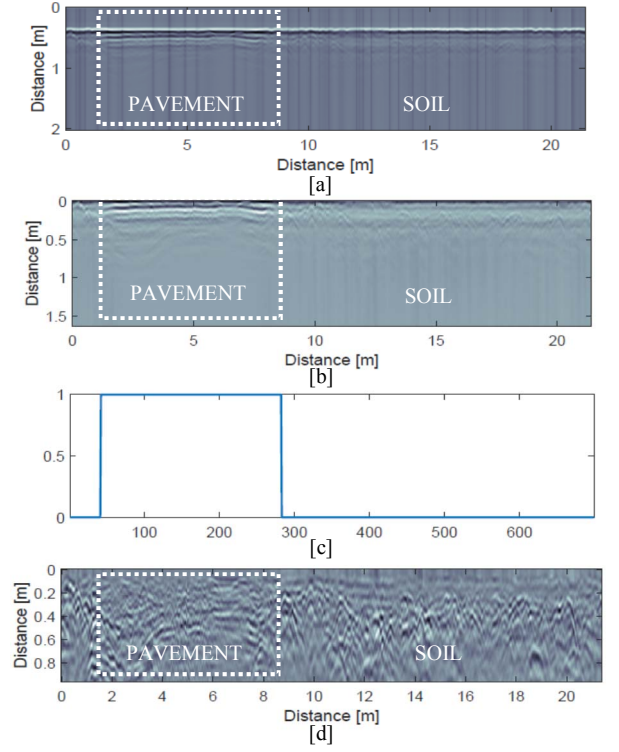 0
Distance [m]
1
PAVEMENT SOIL
2
0 5 10 15 20
Distance [m]
[a]
0
Distance [m]
0.5
1
PAVEMENT SOIL
1.5
0 5 10 15 20
Distance [m]
[b]
1
0.5
0
100 200 300 400 500 600
[c]
0
Distance [m]
0.2
0.4
0.6
PAVEMENT SOIL
0.8
0 2 4 6 8 10 12 14 16 18 20
Distance [m]
[d]